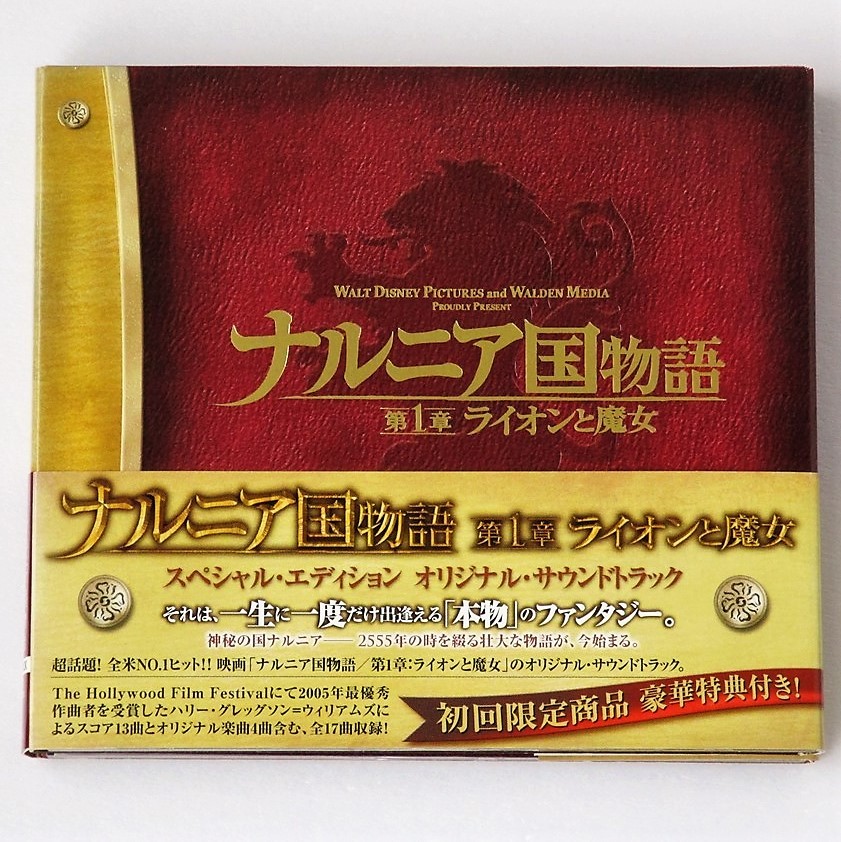 WALT DISNEY PICTURES and WALDEN MEDIA
PROUDLY PRESENT
ナルニア国物語
第1章 ライオンと魔女
ナルニア国物語 第1章 ライオンと魔女
スペシャル・エディション オリジナル・サウンドトラック
それは、一生に一度だけ出逢える「本物」のファンタジー。
神秘の国ナルニア── 2555年の時を綴る壮大な物語が、今始まる。
超話題! 全米NO.1ヒット!! 映画「ナルニア国物語/第1章:ライオンと魔女」のオリジナル・サウンドトラック。
The Hollywood Film Festivalにて2005年最優秀
作曲者を受賞したハリー・グレッグソン=ウィリアムズに
よるスコア13曲とオリジナル楽曲4曲含む、全17曲収録!
初回限定商品 豪華特典付き!